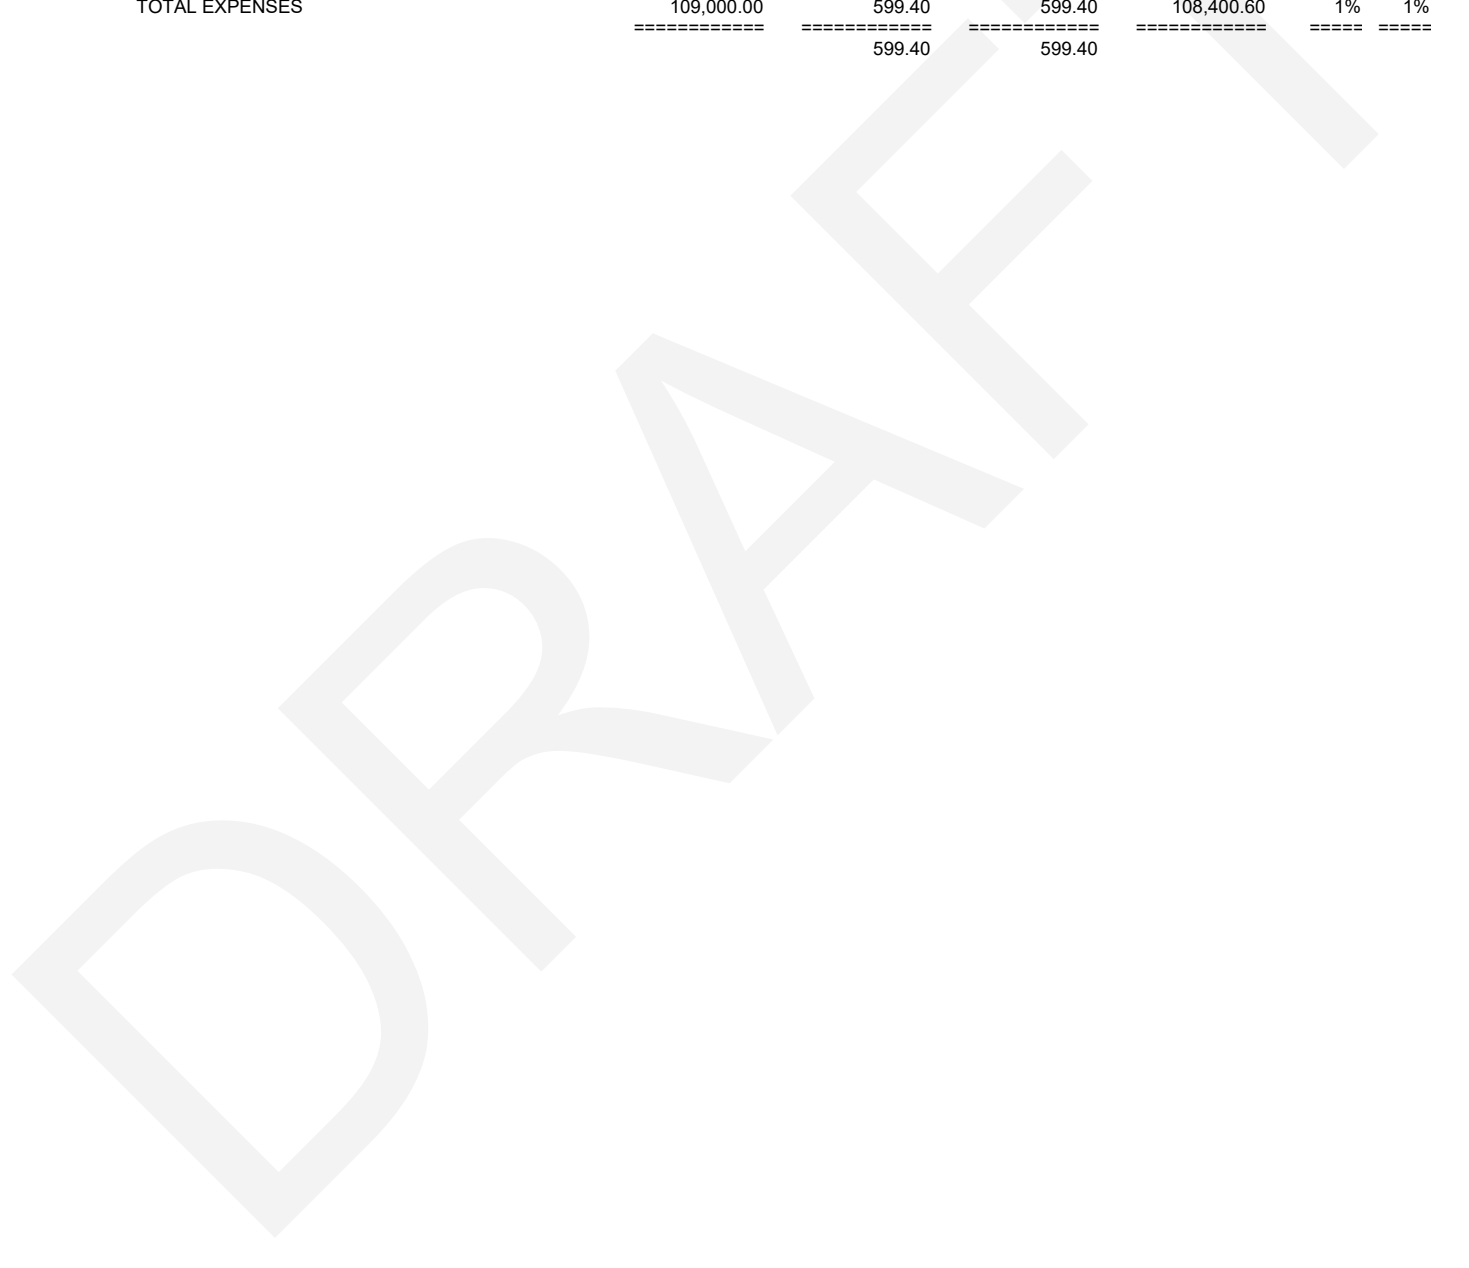 TOTAL EXPENSES 109,000.00 599.40 599.40 108,400.60 1% 1%
============ ============ ============ ============ ===== =====
599.40 599.40
DRAFT